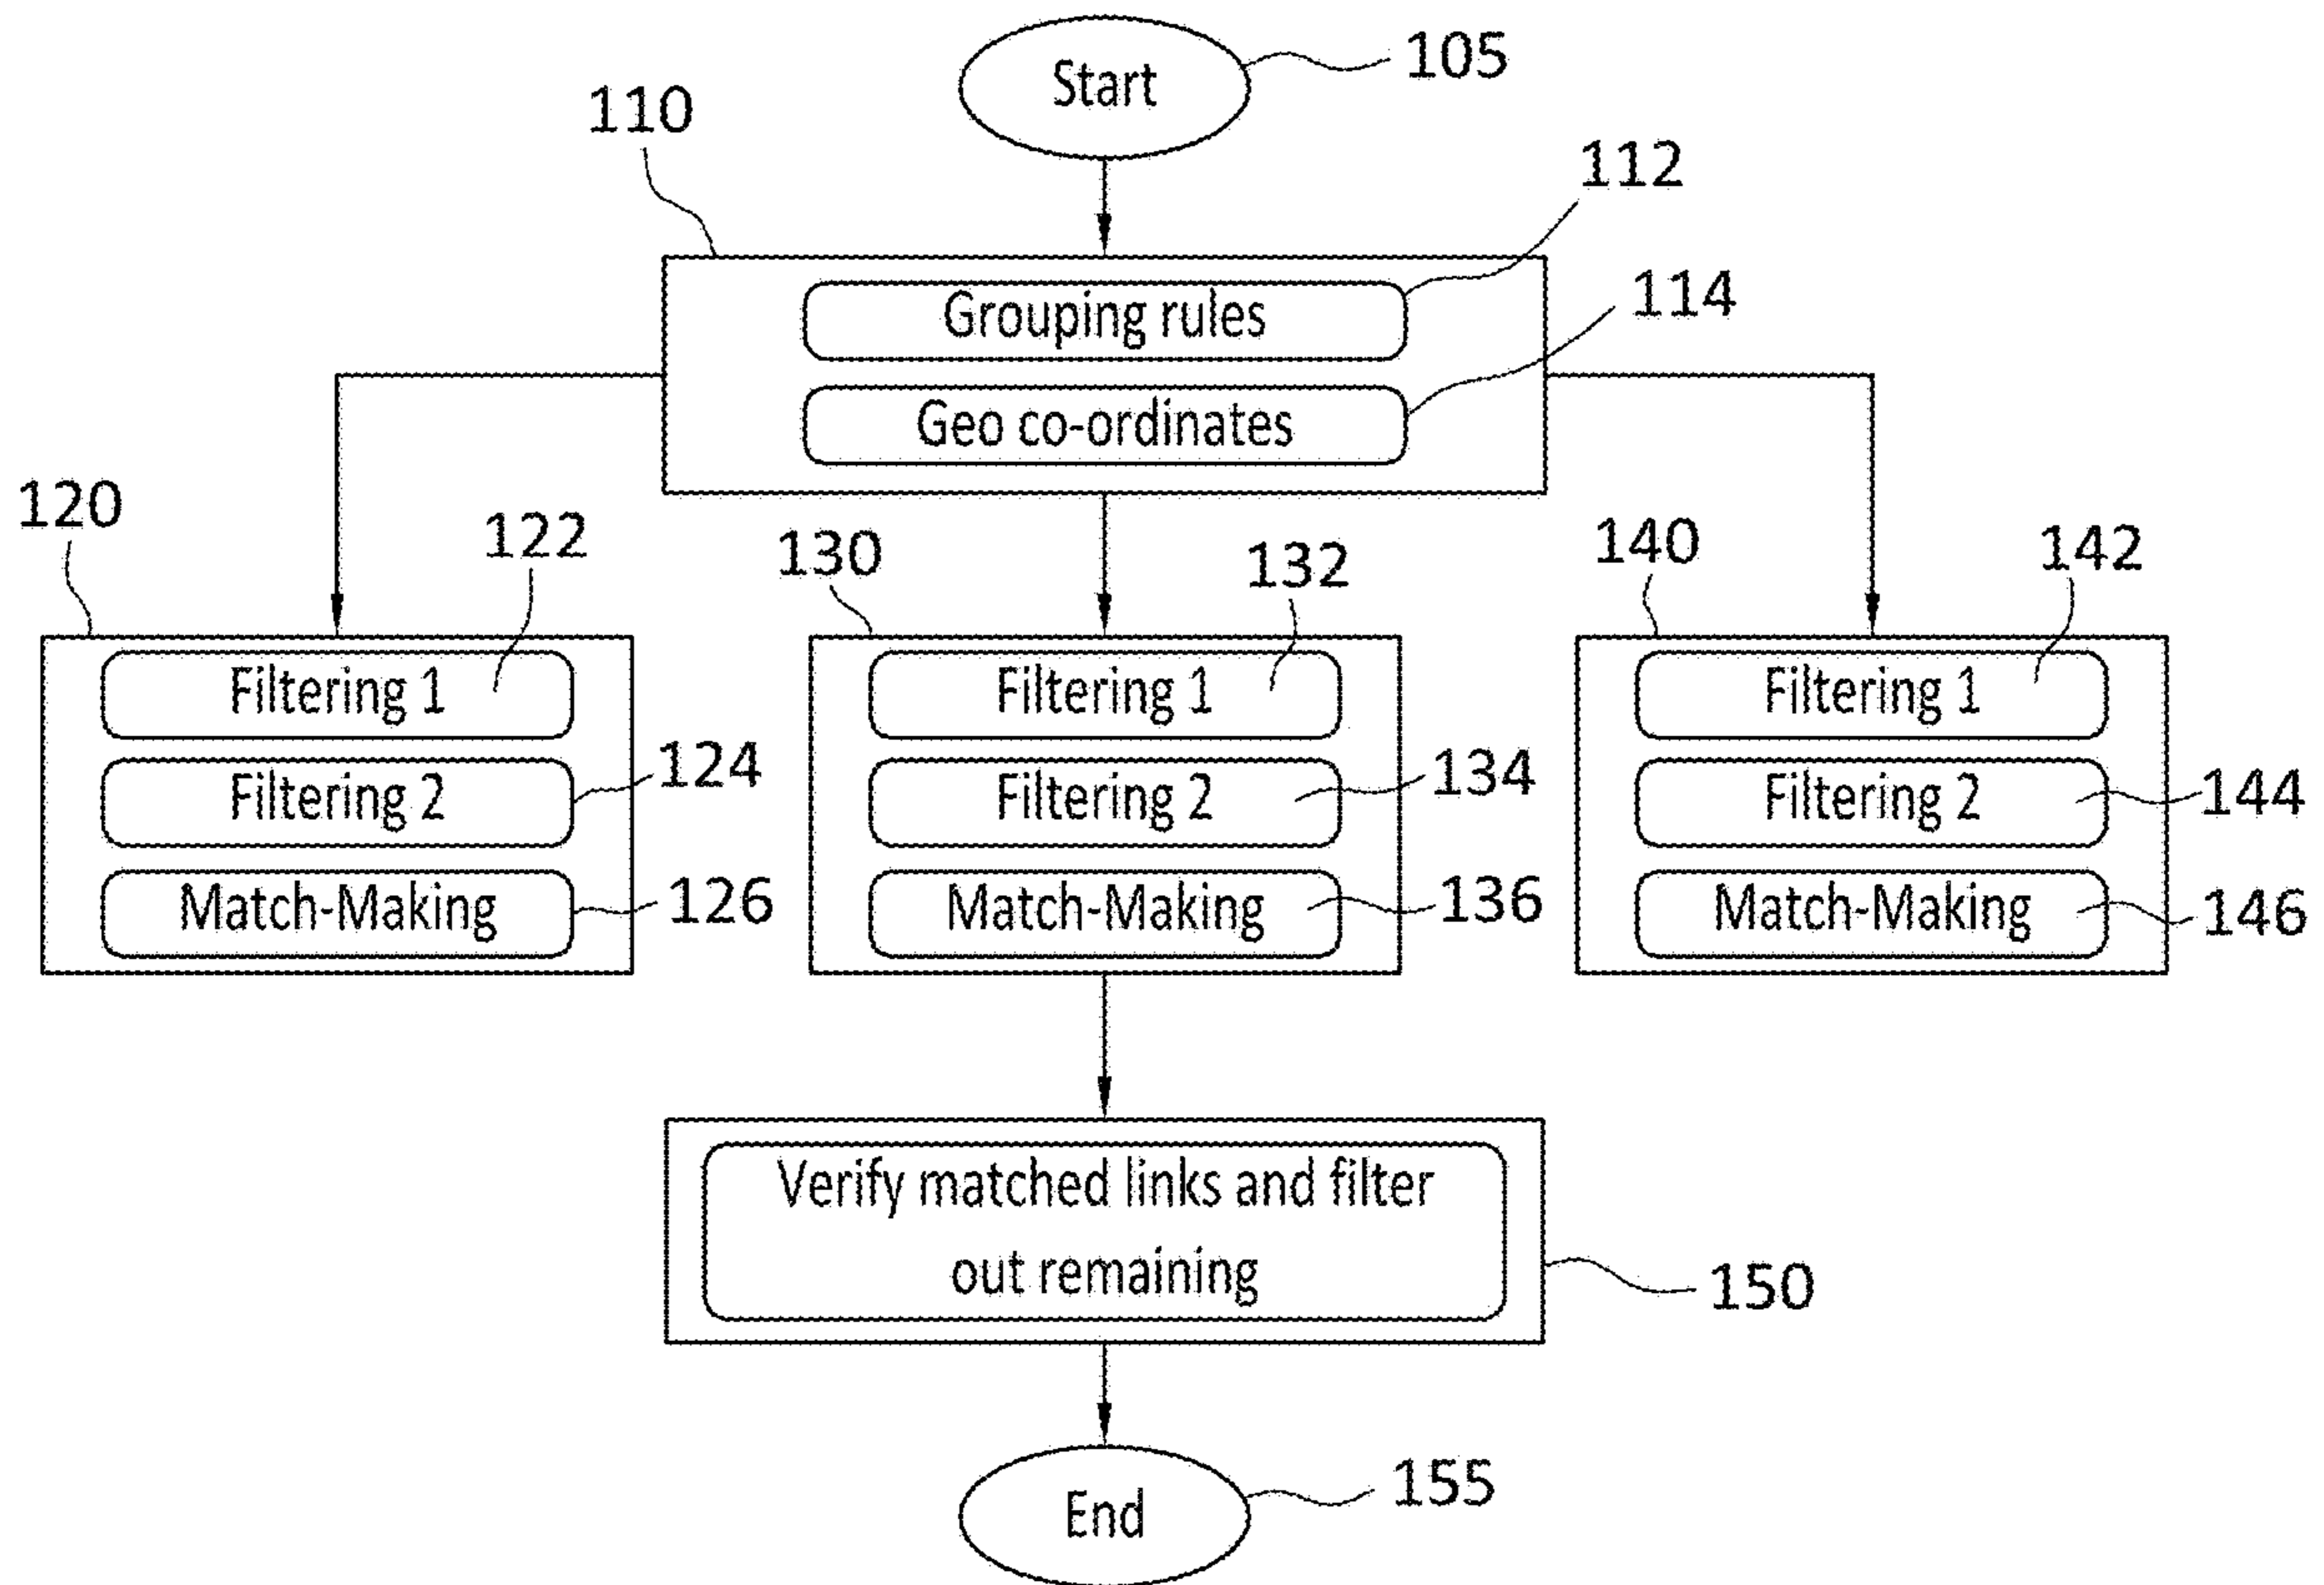 Start
105
110
112
Grouping rules
114
Geo co-ordinates
120
122
130
132
140
142
Filtering 1
Filtering 1
Filtering 1
Filtering 2
124
Filtering 2
134
Filtering 2
144
Match-Making
126
Match-Making
136
Match-Making
146
Verify matched links and filter
out remaining
150
End
155